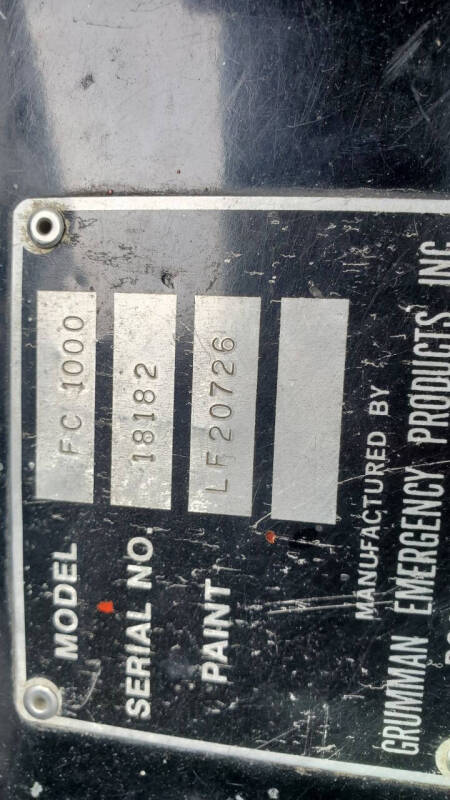 MODEL FC 1000
SERIAL NO. 18182
PAINT LF20726
MANUFACTURED BY
GRUMMAN EMERGENCY PRODUCTS INC